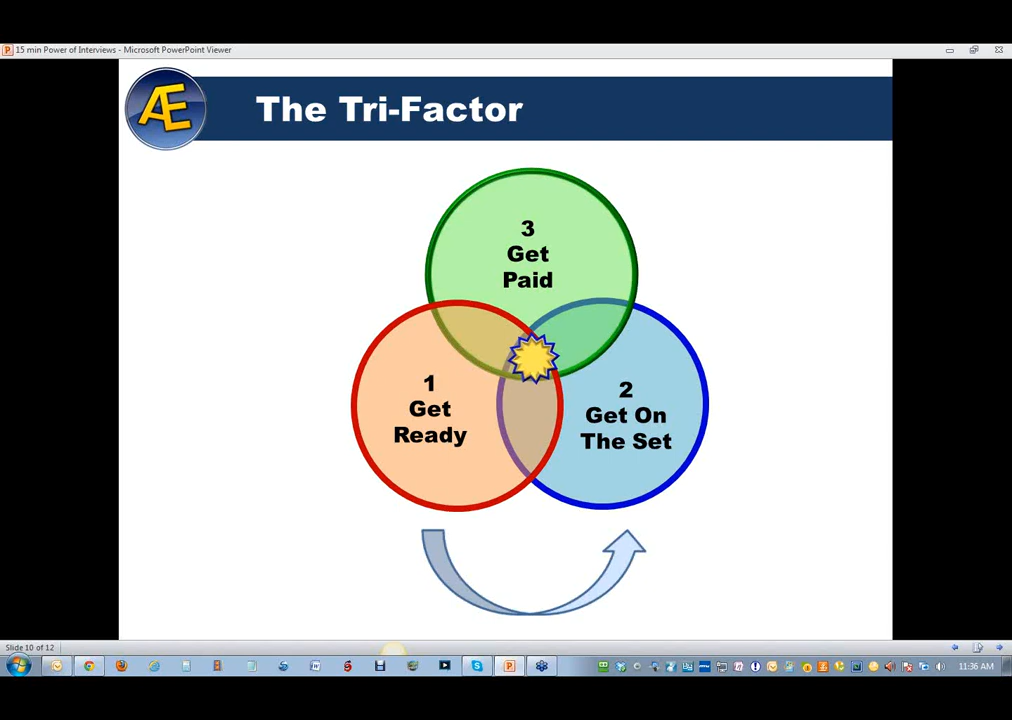 15 min Power of Interviews - Microsoft PowerPoint Viewer
Æ
The Tri-Factor
3
Get
Paid
1
Get
Ready
2
Get On
The Set
Slide 10 of 12
11:36 AM